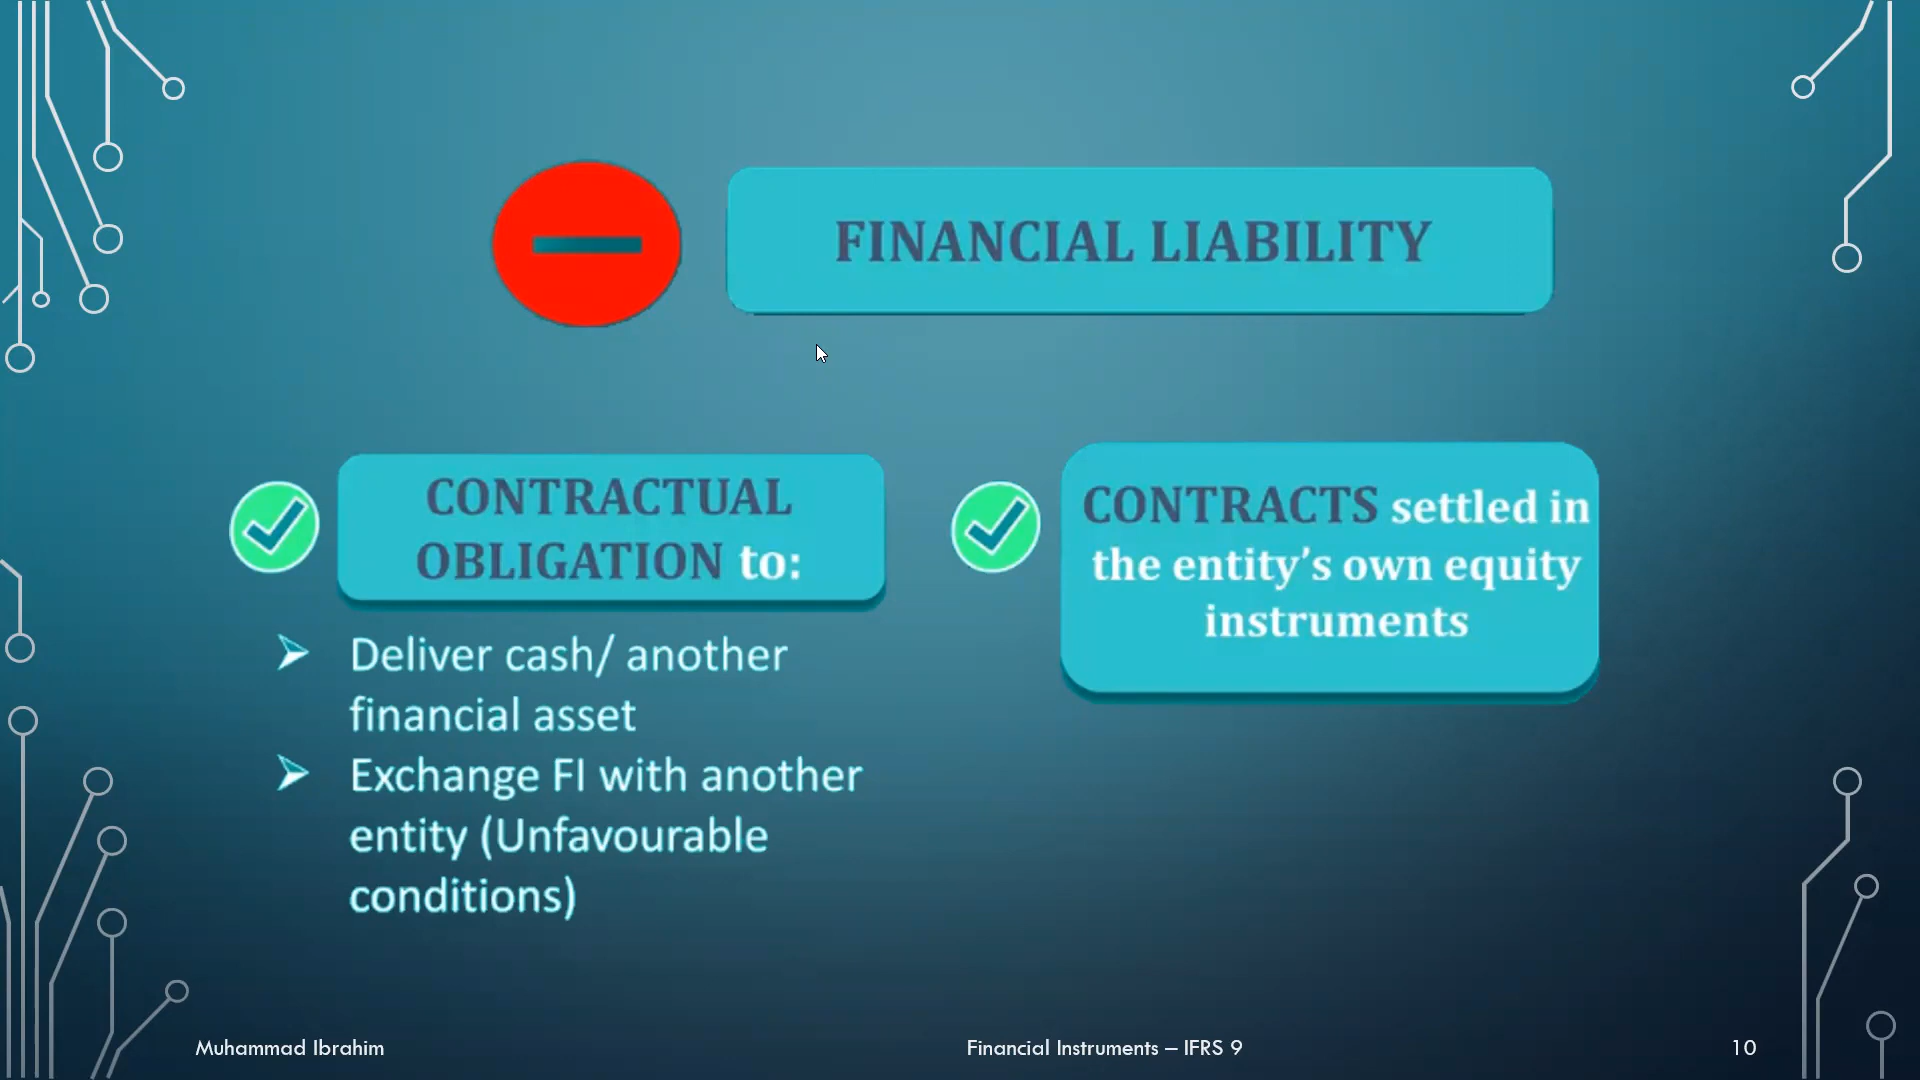 FINANCIAL LIABILITY
CONTRACTUAL
OBLIGATION to:
Deliver cash/ another
financial asset
Exchange FI with another
entity (Unfavourable
conditions)
CONTRACTS settled in
the entity’s own equity
instruments
Muhammad Ibrahim
Financial Instruments – IFRS 9
10